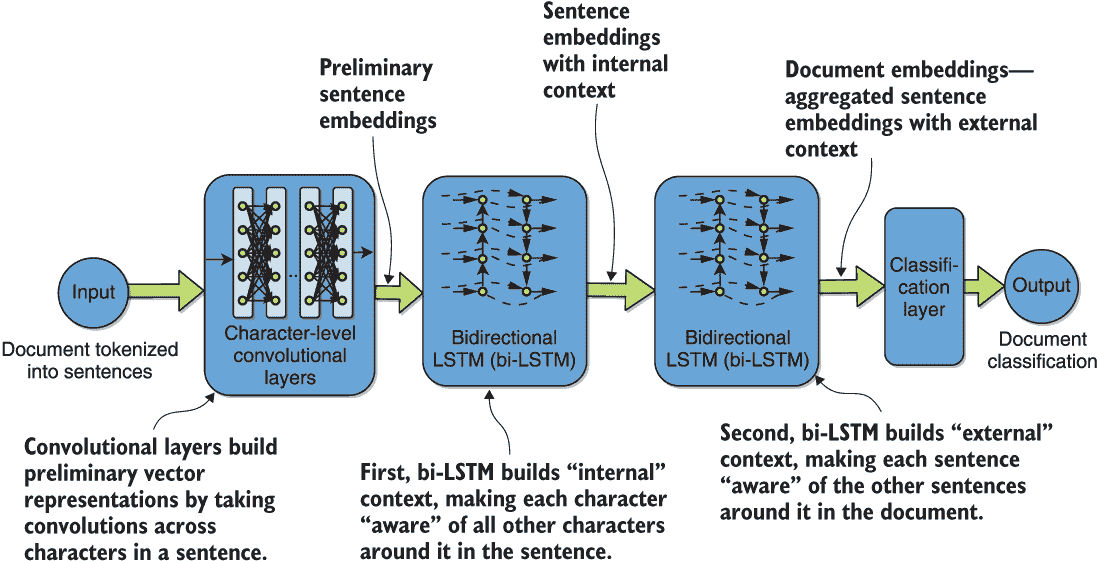 Preliminary
sentence
embeddings
Sentence
embeddings
with internal
context
Document embeddings—
aggregated sentence
embeddings with external
context
Input
Document tokenized
into sentences
...
Character-level
convolutional
layers
Bidirectional
LSTM (bi-LSTM)
Bidirectional
LSTM (bi-LSTM)
Classifi-
cation
layer
Output
Document
classification
Convolutional layers build
preliminary vector
representations by taking
convolutions across
characters in a sentence.
First, bi-LSTM builds “internal”
context, making each character
“aware” of all other characters
around it in the sentence.
Second, bi-LSTM builds “external”
context, making each sentence
“aware” of the other sentences
around it in the document.